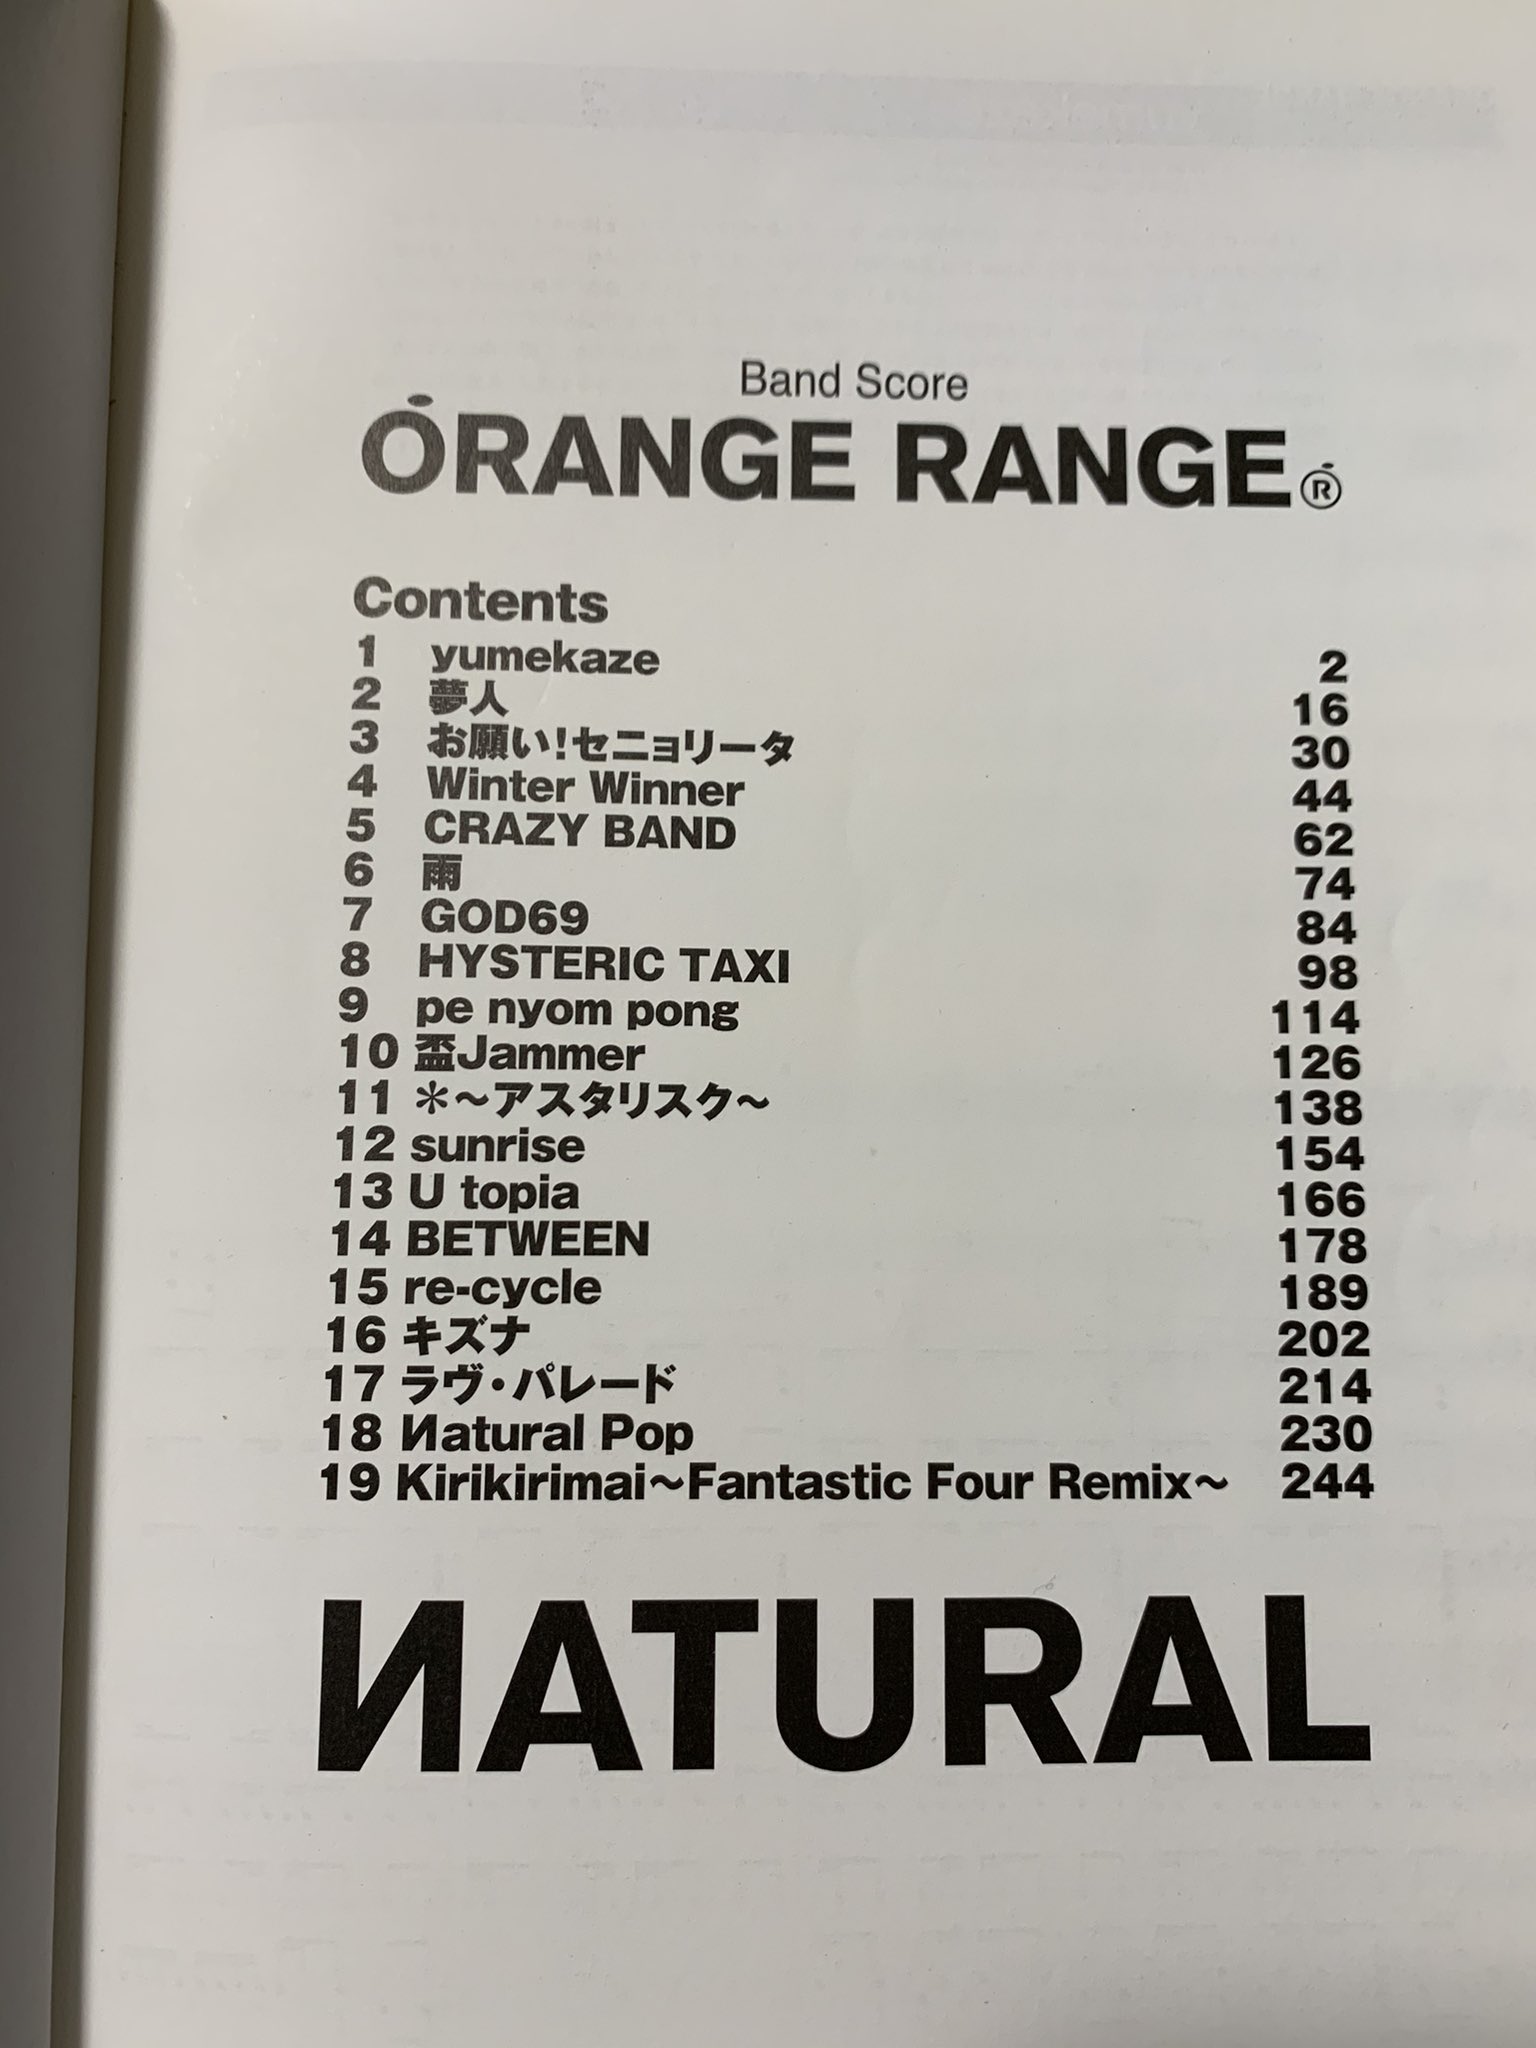 Band Score
ORANGE RANGE®
Contents
1 yumekaze 2
2 夢人 16
3 お願い!セニョリータ 30
4 Winter Winner 44
5 CRAZY BAND 62
6 雨 74
7 GOD69 84
8 HYSTERIC TAXI 98
9 pe nyom pong 114
10 盃Jammer 126
11 ＊〜アスタリスク〜 138
12 sunrise 154
13 U topia 166
14 BETWEEN 178
15 re-cycle 189
16 キズナ 202
17 ラヴ・パレード 214
18 Иatural Pop 230
19 Kirikirimai〜Fantastic Four Remix〜 244
ИATURAL